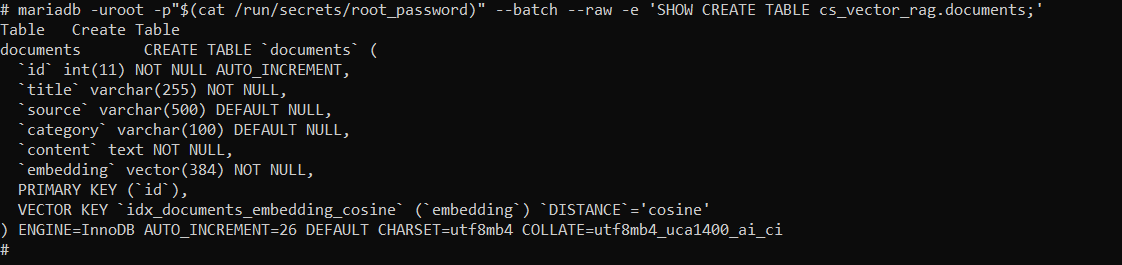 # mariadb -uroot -p"$(cat /run/secrets/root_password)" --batch --raw -e 'SHOW CREATE TABLE cs_vector_rag.documents;'
Table   Create Table
documents       CREATE TABLE `documents` (
  `id` int(11) NOT NULL AUTO_INCREMENT,
  `title` varchar(255) NOT NULL,
  `source` varchar(500) DEFAULT NULL,
  `category` varchar(100) DEFAULT NULL,
  `content` text NOT NULL,
  `embedding` vector(384) NOT NULL,
  PRIMARY KEY (`id`),
  VECTOR KEY `idx_documents_embedding_cosine` (`embedding`) `DISTANCE`='cosine'
) ENGINE=InnoDB AUTO_INCREMENT=26 DEFAULT CHARSET=utf8mb4 COLLATE=utf8mb4_uca1400_ai_ci
#